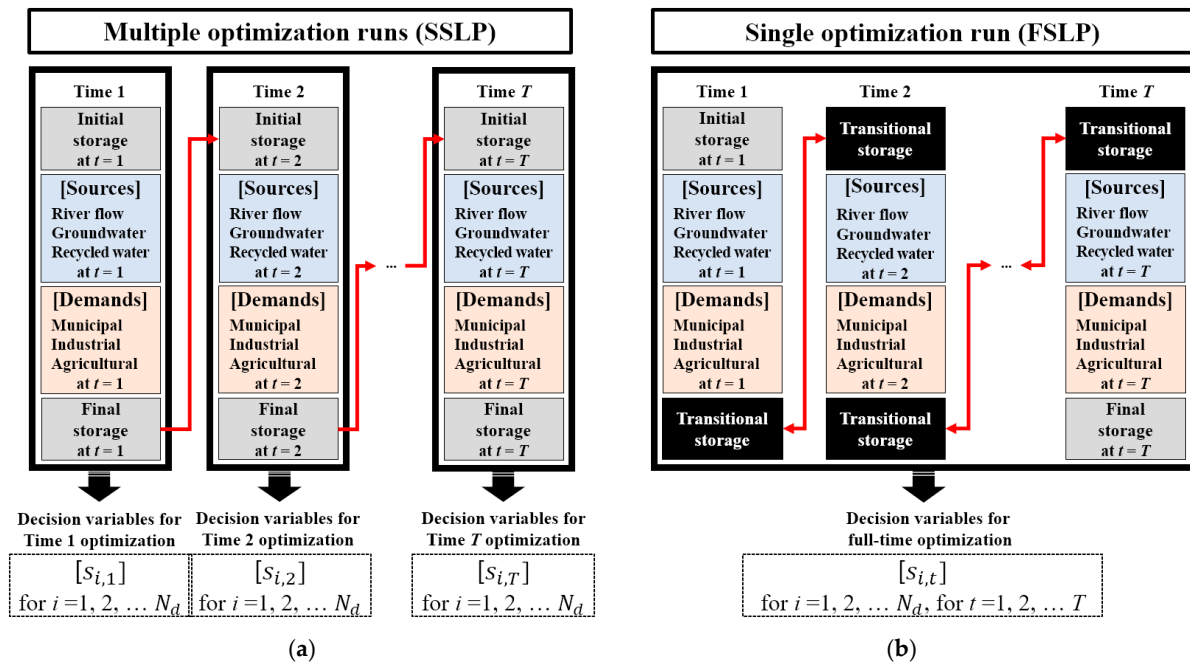 Multiple optimization runs (SSLP)
Time 1
Initial
storage
at t = 1
[Sources]
River flow
Groundwater
Recycled water
at t = 1
[Demands]
Municipal
Industrial
Agricultural
at t = 1
Final
storage
at t = 1
Time 2
Initial
storage
at t = 2
[Sources]
River flow
Groundwater
Recycled water
at t = 2
[Demands]
Municipal
Industrial
Agricultural
at t = 2
Final
storage
at t = 2
...
Time T
Initial
storage
at t = T
[Sources]
River flow
Groundwater
Recycled water
at t = T
[Demands]
Municipal
Industrial
Agricultural
at t = T
Final
storage
at t = T
Decision variables for
Time 1 optimization
[s_{i,1}]
for i =1, 2, … N_d
Decision variables for
Time 2 optimization
[s_{i,2}]
for i =1, 2, … N_d
Decision variables for
Time T optimization
[s_{i,T}]
for i =1, 2, … N_d
(a)
Single optimization run (FSLP)
Time 1
Initial
storage
at t = 1
[Sources]
River flow
Groundwater
Recycled water
at t = 1
[Demands]
Municipal
Industrial
Agricultural
at t = 1
Transitional
storage
Time 2
Transitional
storage
[Sources]
River flow
Groundwater
Recycled water
at t = 2
[Demands]
Municipal
Industrial
Agricultural
at t = 2
Transitional
storage
...
Time T
Transitional
storage
[Sources]
River flow
Groundwater
Recycled water
at t = T
[Demands]
Municipal
Industrial
Agricultural
at t = T
Final
storage
at t = T
Decision variables for
full-time optimization
[s_{i,t}]
for i=1, 2, … N_d, for t=1, 2, … T
(b)